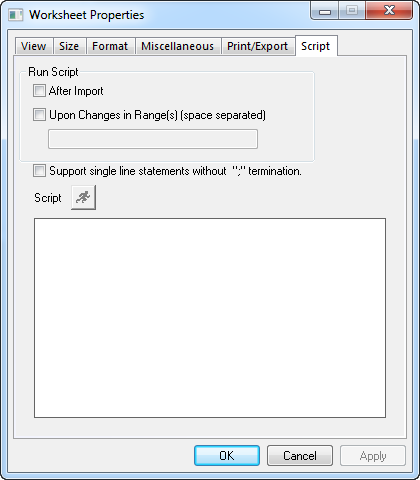 Worksheet Properties
View Size Format Miscellaneous Print/Export Script
Run Script
After Import
Upon Changes in Range(s) (space separated)
Support single line statements without ";" termination.
Script
OK Cancel Apply